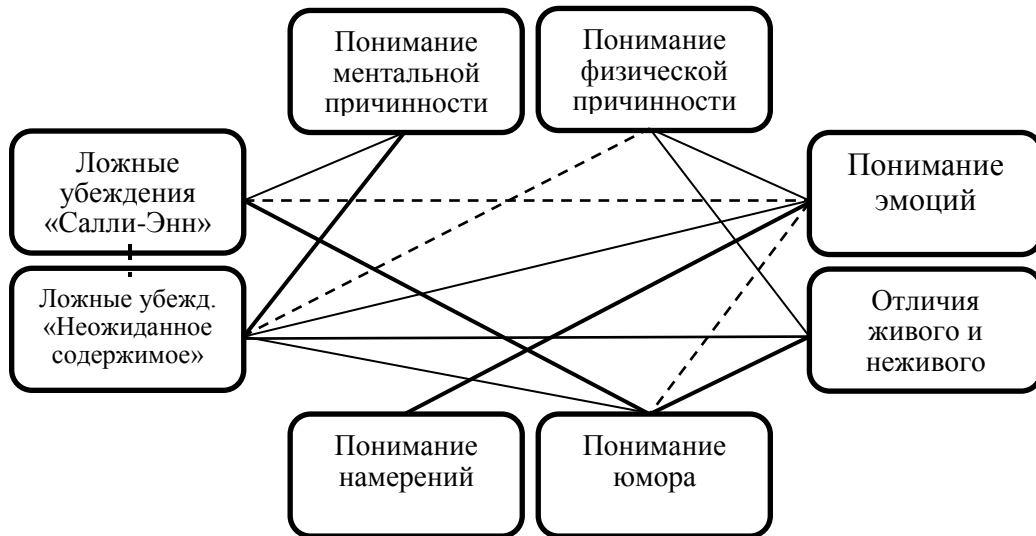 Понимание
ментальной
причинности
Понимание
физической
причинности
Ложные
убеждения
«Салли-Энн»
Понимание
эмоций
Ложные убежд.
«Неожиданное
содержимое»
Отличия
живого и
неживого
Понимание
намерений
Понимание
юмора